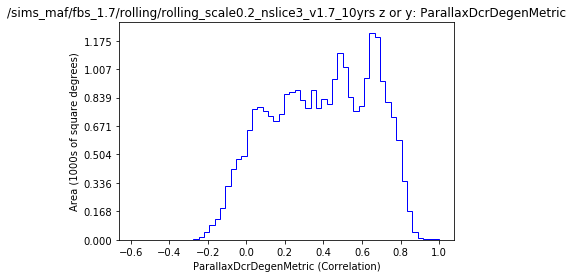 /sims_maf/fbs_1.7/rolling/rolling_scale0.2_nslice3_v1.7_10yrs z or y: ParallaxDcrDegenMetric
1.175
1.007
0.839
0.671
0.504
0.336
0.168
0.000
Area (1000s of square degrees)
−0.6 −0.4 −0.2 0.0 0.2 0.4 0.6 0.8 1.0
ParallaxDcrDegenMetric (Correlation)